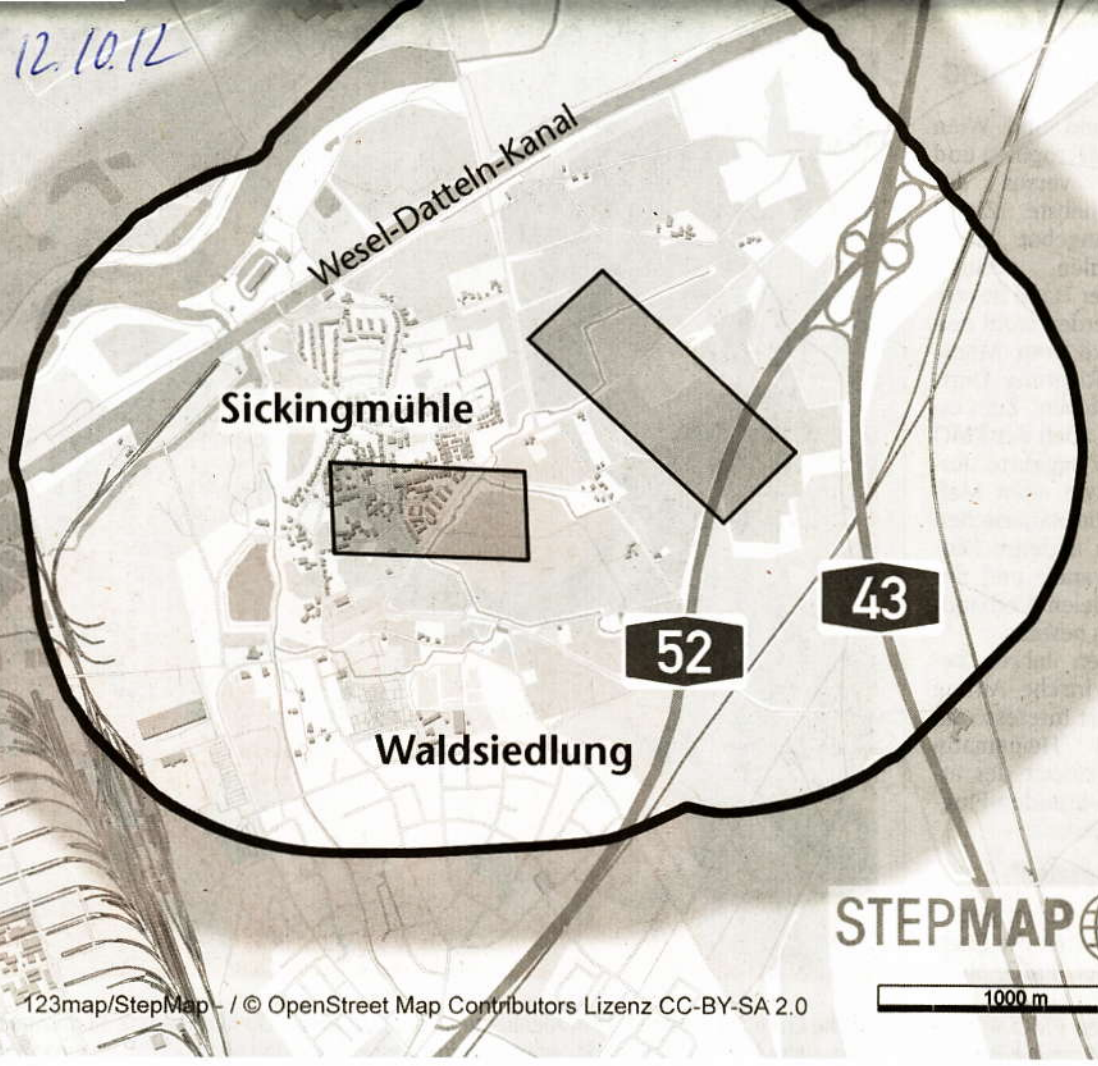 12.10.12
Wesel-Datteln-Kanal
Sickingmühle
43
52
Waldsiedlung
STEPMAP
123map/StepMap - / © OpenStreet Map Contributors Lizenz CC-BY-SA 2.0
1000 m